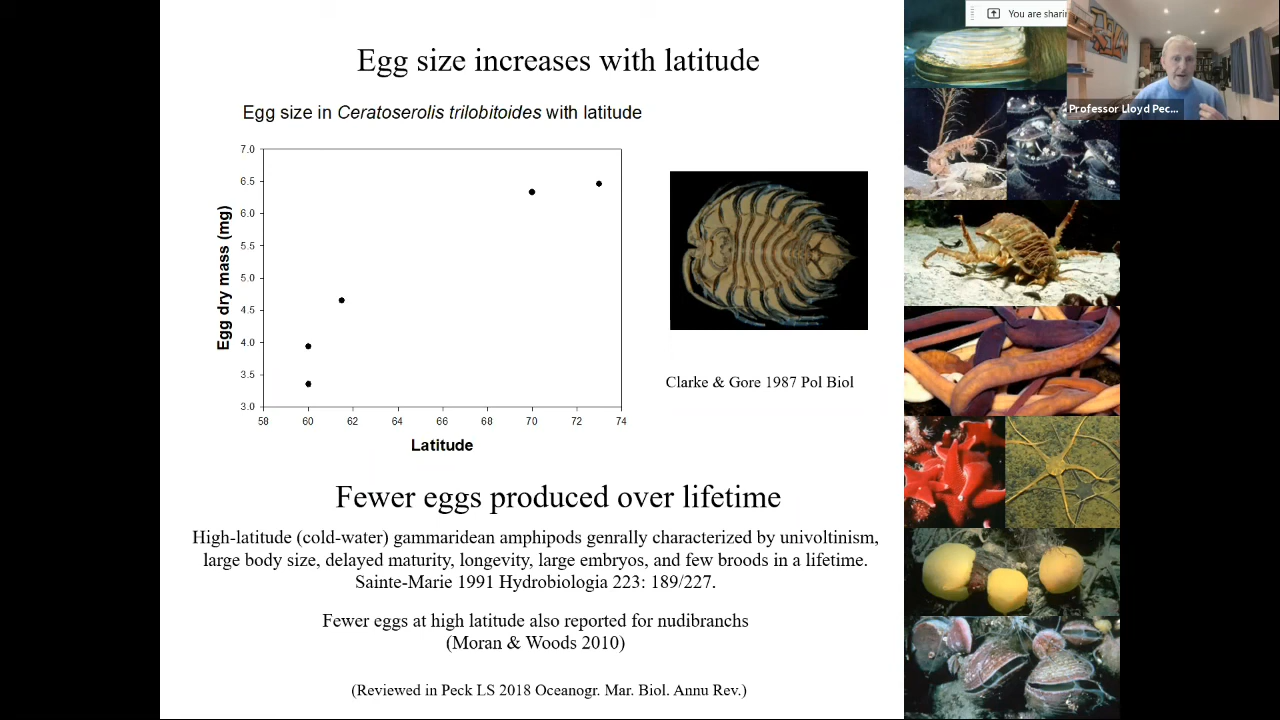 You are shari
Professor Lloyd Pec...
Egg size increases with latitude
Egg size in Ceratoserolis trilobitoides with latitude
7.0
6.5
6.0
5.5
5.0
4.5
4.0
3.5
3.0
Egg dry mass (mg)
58 60 62 64 66 68 70 72 74
Latitude
Clarke & Gore 1987 Pol Biol
Fewer eggs produced over lifetime
High-latitude (cold-water) gammaridean amphipods genrally characterized by univoltinism,
large body size, delayed maturity, longevity, large embryos, and few broods in a lifetime.
Sainte-Marie 1991 Hydrobiologia 223: 189/227.
Fewer eggs at high latitude also reported for nudibranchs
(Moran & Woods 2010)
(Reviewed in Peck LS 2018 Oceanogr. Mar. Biol. Annu Rev.)